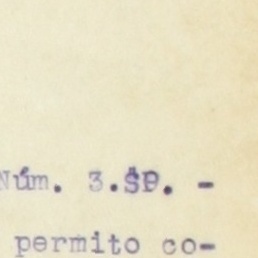 Núm. 3.SP. -
permito co-